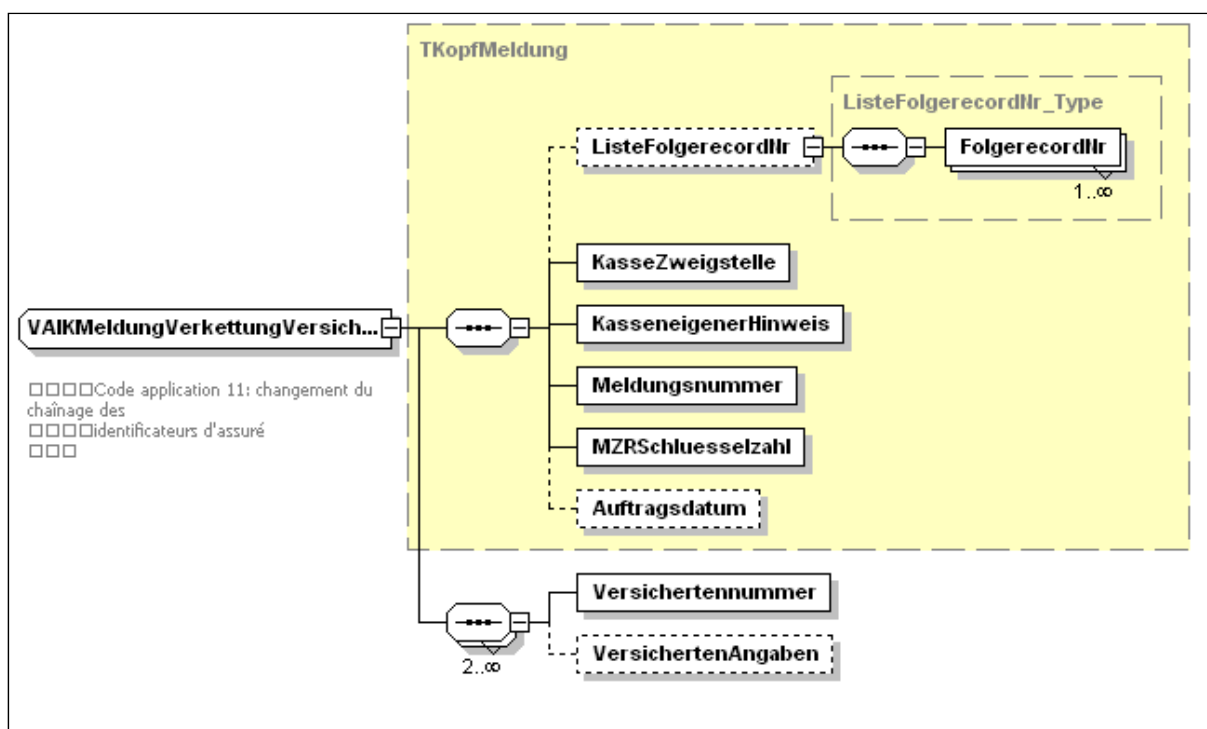 TKopfMeldung
ListeFolgerecordNr_Type
ListeFolgerecordNr
FolgerecordNr
1..∞
KasseZweigstelle
KasseneigenerHinweis
VAIKMeldungVerkettungVersich...
Meldungsnummer
□□□□Code application 11: changement du
chaînage des
□□□□identificateurs d'assuré
□□□
MZRSchluesselzahl
Auftragsdatum
Versichertennummer
2..∞
VersichertenAngaben